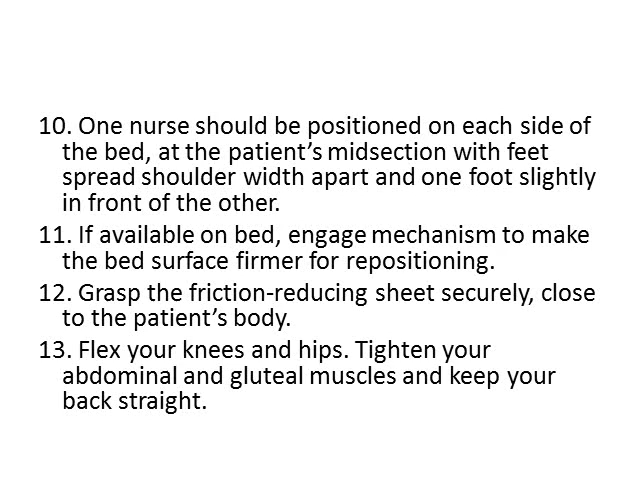 10. One nurse should be positioned on each side of
the bed, at the patient’s midsection with feet
spread shoulder width apart and one foot slightly
in front of the other.
11. If available on bed, engage mechanism to make
the bed surface firmer for repositioning.
12. Grasp the friction-reducing sheet securely, close
to the patient’s body.
13. Flex your knees and hips. Tighten your
abdominal and gluteal muscles and keep your
back straight.